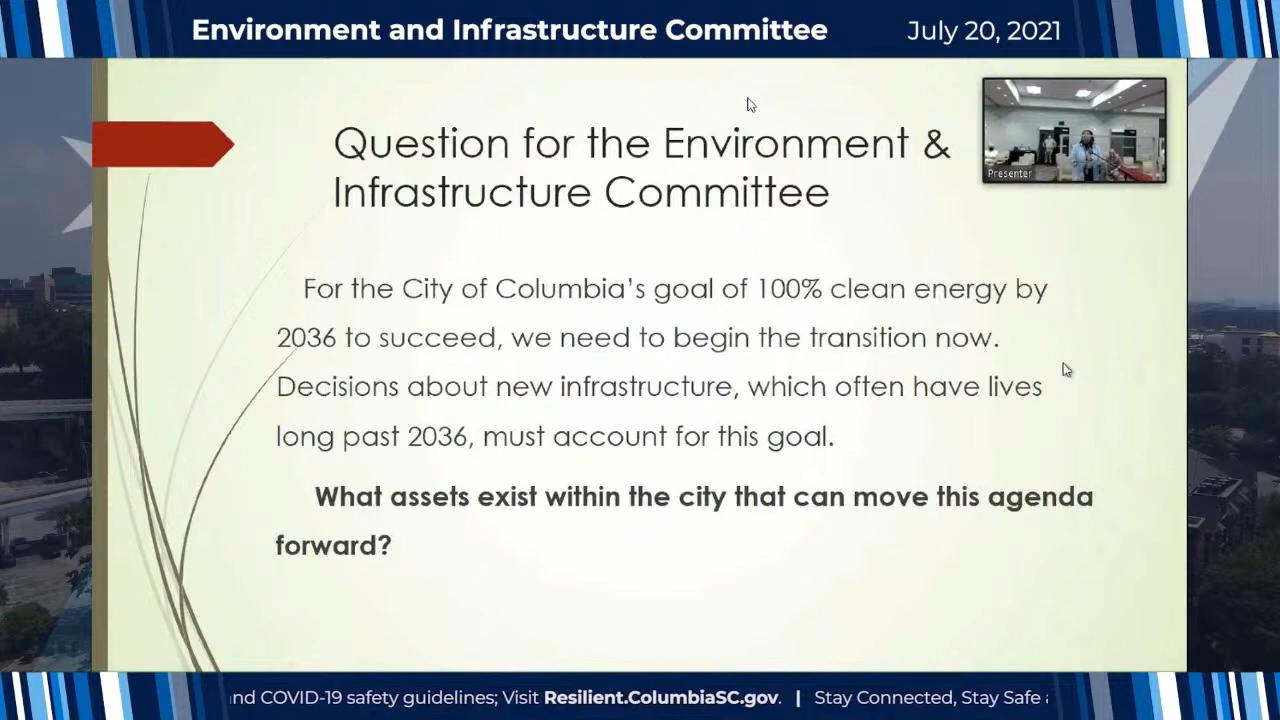 Environment and Infrastructure Committee July 20, 2021
Question for the Environment &
Infrastructure Committee
Presenter
For the City of Columbia's goal of 100% clean energy by
2036 to succeed, we need to begin the transition now.
Decisions about new infrastructure, which often have lives
long past 2036, must account for this goal.
What assets exist within the city that can move this agenda
forward?
and COVID-19 safety guidelines; Visit Resilient.ColumbiaSC.gov. | Stay Connected, Stay Safe